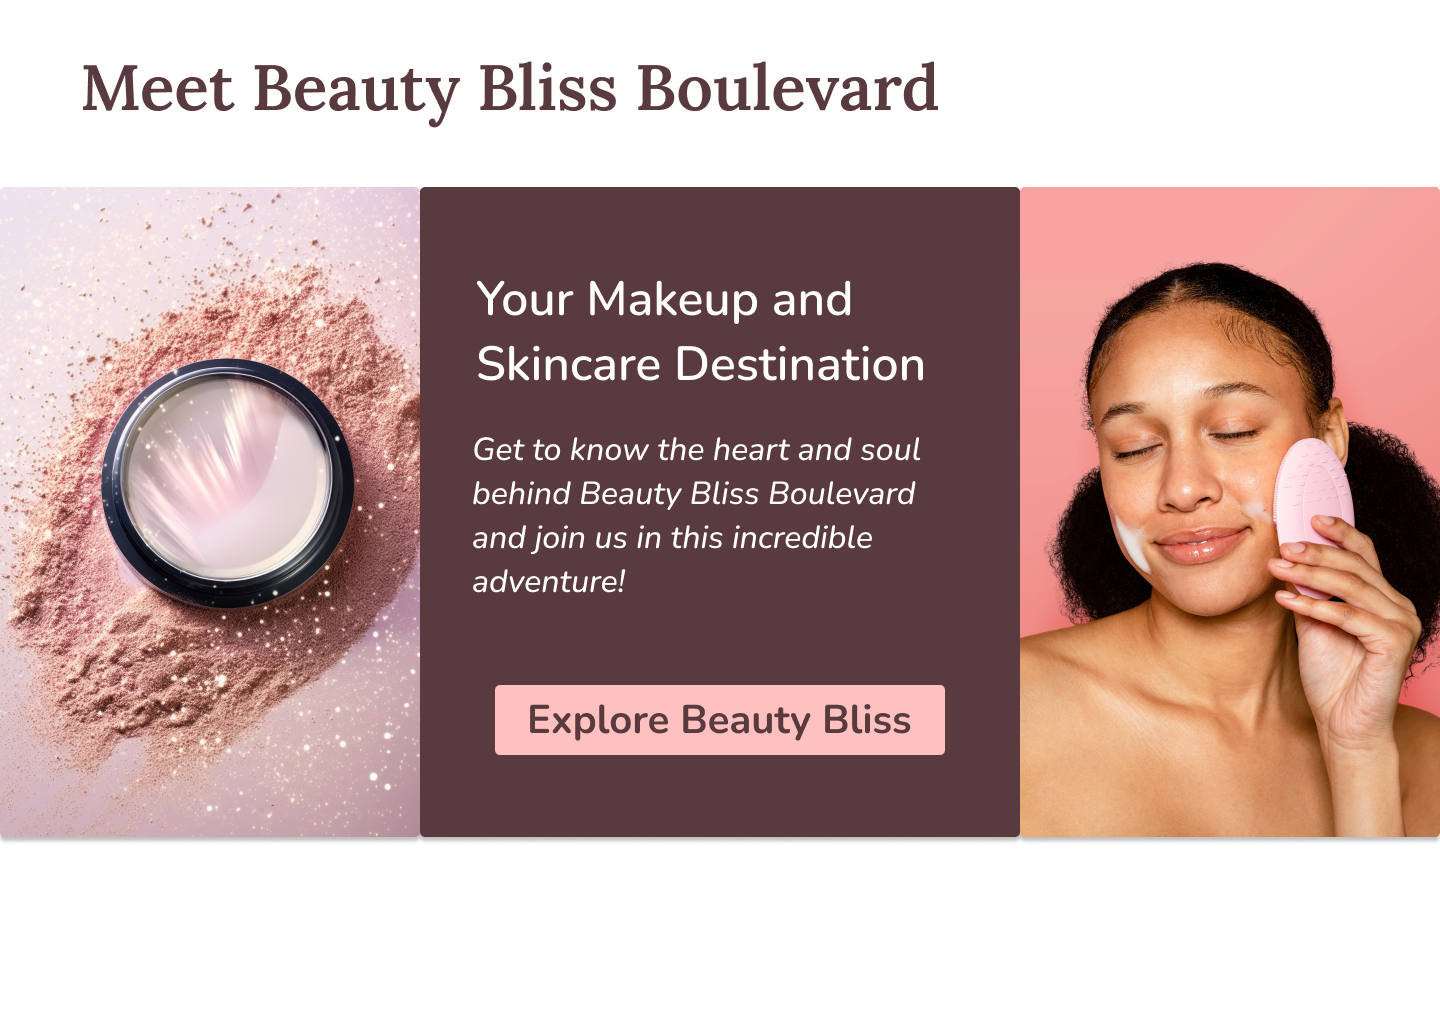 Meet Beauty Bliss Boulevard
Your Makeup and
Skincare Destination
Get to know the heart and soul
behind Beauty Bliss Boulevard
and join us in this incredible
adventure!
Explore Beauty Bliss